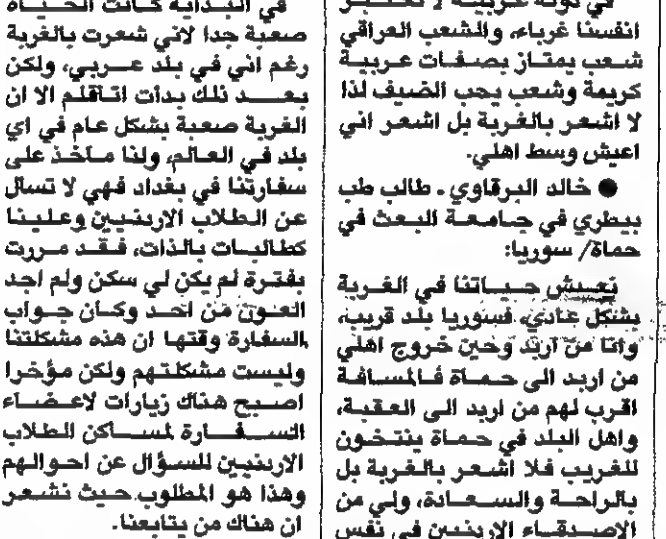 في دولة عربية لا نعتبر
انفسنا غرباء، والشعب العراقي
شعب يمتاز بصفات عربية
كريمة وشعب يحب الضيف لذا
لا اشعر بالغربة بل اشعر اني
اعيش وسط اهلي.
● خالد البرقاوي - طالب طب
بيطري في جامعة البعث في
حماة/ سوريا:
نعيش حياتنا في الغربة
بشكل عادي، فسوريا بلد قريب،
وانا من اربد وحين خروج اهلي
من اربد الى حماة فالمسافة
اقرب لهم من اربد الى العقبة،
واهل البلد في حماة ينتخون
للغريب فلا اشعر بالغربة بل
بالراحة والسعادة، ولي من
الاصدقاء الاردنيين في نفس
في البداية كانت الحياة
صعبة جدا لاني شعرت بالغربة
رغم اني في بلد عربي، ولكن
بعد ذلك بدأت اتاقلم الا ان
الغربة صعبة بشكل عام في اي
بلد في العالم، ولنا مآخذ على
سفارتنا في بغداد فهي لا تسأل
عن الطلاب الاردنيين وعلينا
كطالبات بالذات، فقد مررت
بفترة لم يكن لي سكن ولم اجد
العون من احد وكان جواب
السفارة وقتها ان هذه مشكلتنا
وليست مشكلتهم ولكن مؤخرا
اصبح هناك زيارات لاعضاء
السفارة لمساكن الطلاب
الاردنيين للسؤال عن احوالهم
وهذا هو المطلوب حيث نشعر
ان هناك من يتابعنا.